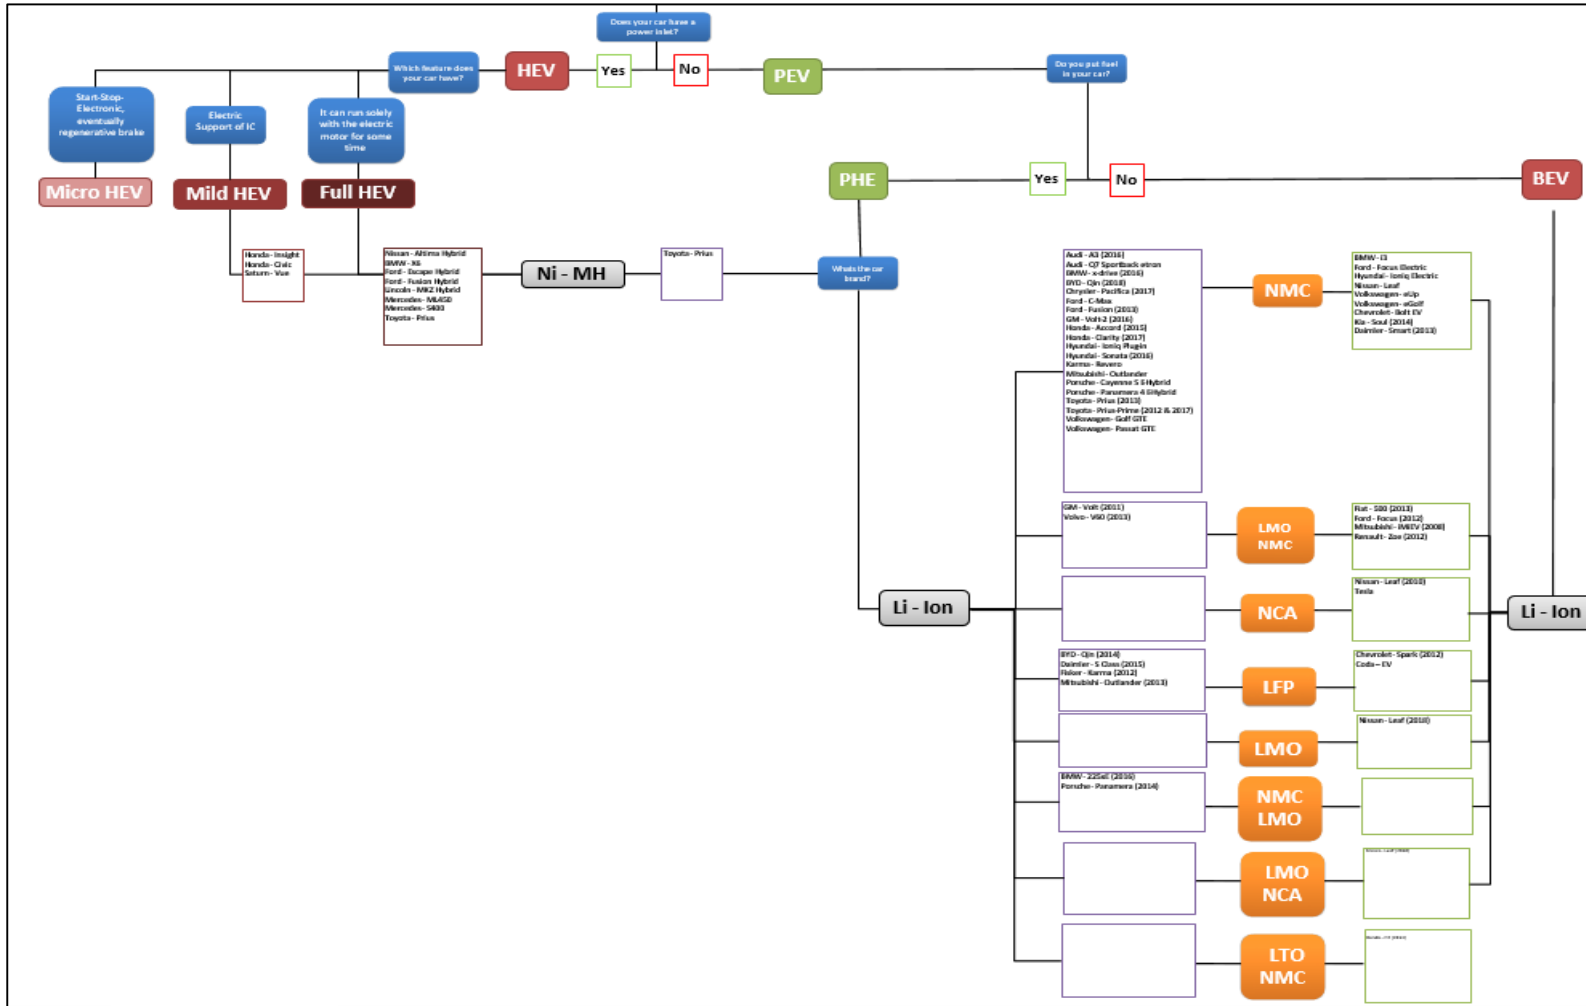 Does your car have a
power inlet?
Which feature does
your car have?
HEV
Yes
No
PEV
Do you put fuel
in your car?
Start-Stop-
Electronic,
eventually
regenerative brake
Electric
Support of IC
It can run solely
with the electric
motor for some
time
Micro HEV
Mild HEV
Full HEV
PHE
Yes
No
BEV
Honda - Insight
Honda - Civic
Saturn - Vue
Nissan - Altima Hybrid
BMW - X6
Ford - Escape Hybrid
Ford - Fusion Hybrid
Lincoln - MKZ Hybrid
Mercedes - ML450
Mercedes - S400
Toyota - Prius
Ni - MH
Toyota - Prius
Whats the car
brand?
Audi - A3 (2016)
Audi - Q7 Sportback etron
BMW - x-drive (2016)
BYD - Qin (2018)
Chrysler - Pacifica (2017)
Ford - C-Max
Ford - Fusion (2013)
GM - Volt-2 (2016)
Honda - Accord (2015)
Honda - Clarity (2017)
Hyundai - Ioniq Plugin
Hyundai - Sonata (2016)
Karma - Revero
Mitsubishi - Outlander
Porsche - Cayenne S E-Hybrid
Porsche - Panamera 4 E-Hybrid
Toyota - Prius (2013)
Toyota - Prius-Prime (2012 & 2017)
Volkswagen - Golf GTE
Volkswagen - Passat GTE
NMC
BMW - i3
Ford - Focus Electric
Hyundai - Ioniq Electric
Nissan - Leaf
Volkswagen - eUp
Volkswagen - eGolf
Chevrolet - Bolt EV
Kia - Soul (2014)
Daimler - Smart (2013)
GM - Volt (2011)
Volvo - V60 (2013)
LMO
NMC
Fiat - 500 (2013)
Ford - Focus (2012)
Mitsubishi - iMiEV (2008)
Renault - Zoe (2012)
Li - Ion
NCA
Nissan - Leaf (2010)
Tesla
Li - Ion
BYD - Qin (2014)
Daimler - S Class (2015)
Fisker - Karma (2012)
Mitsubishi - Outlander (2013)
LFP
Chevrolet - Spark (2012)
Coda - EV
LMO
Nissan - Leaf (2018)
BMW - 225xE (2016)
Porsche - Panamera (2014)
NMC
LMO
LMO
NCA
LTO
NMC